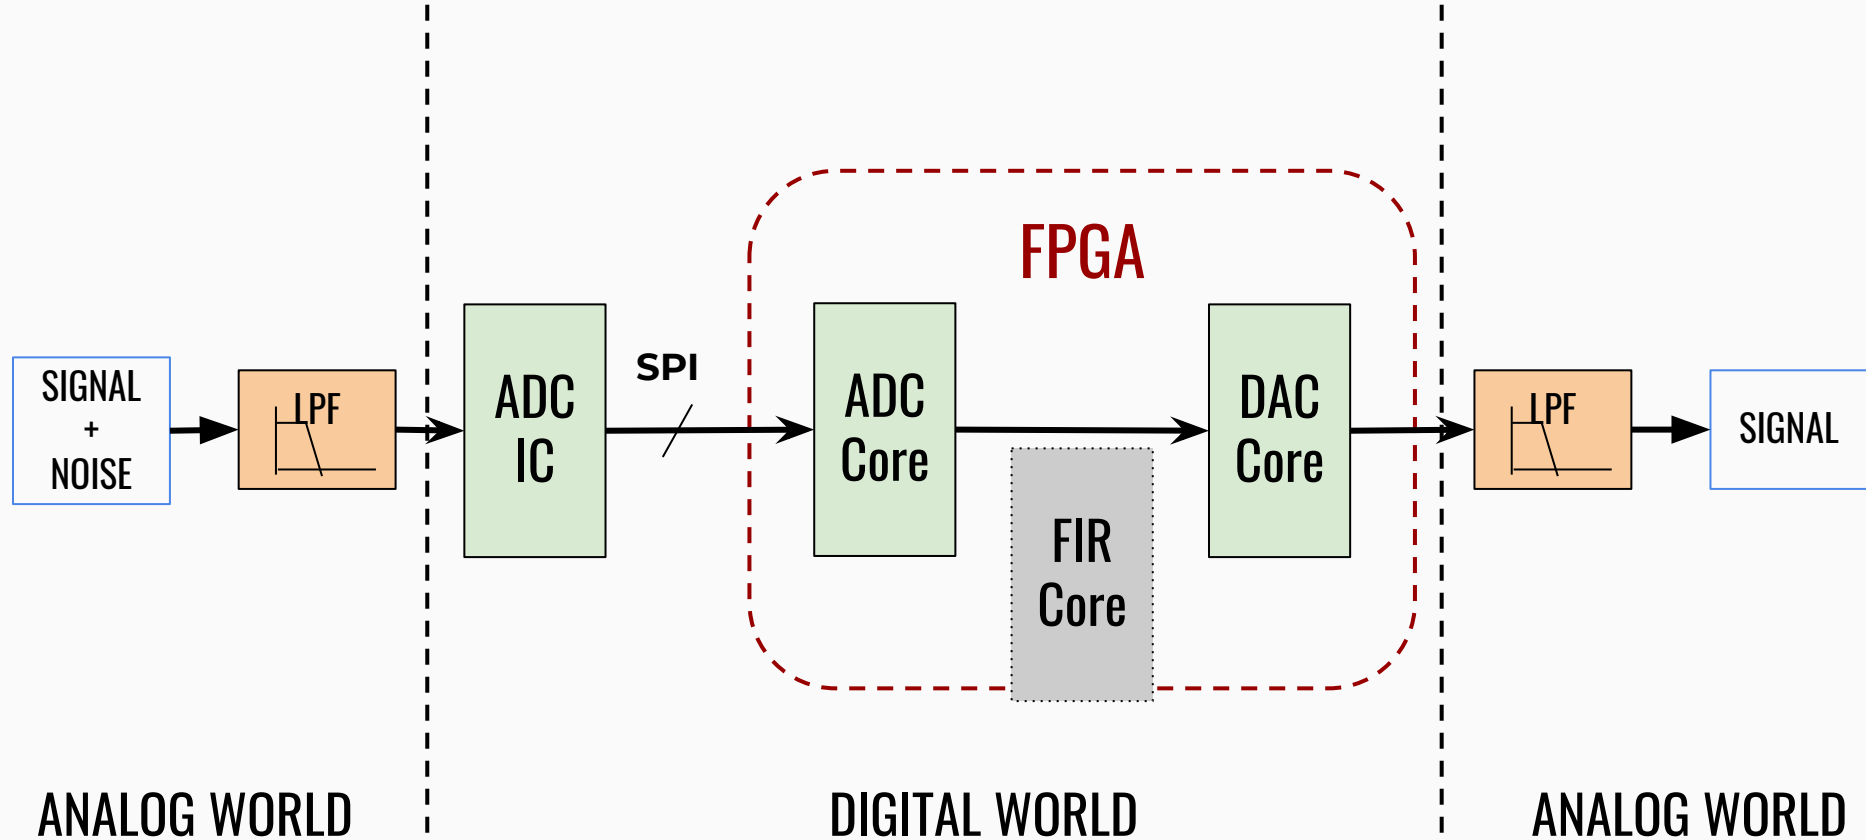 FPGA
SIGNAL
+
NOISE
LPF
ADC
IC
SPI
ADC
Core
FIR
Core
DAC
Core
LPF
SIGNAL
ANALOG WORLD
DIGITAL WORLD
ANALOG WORLD